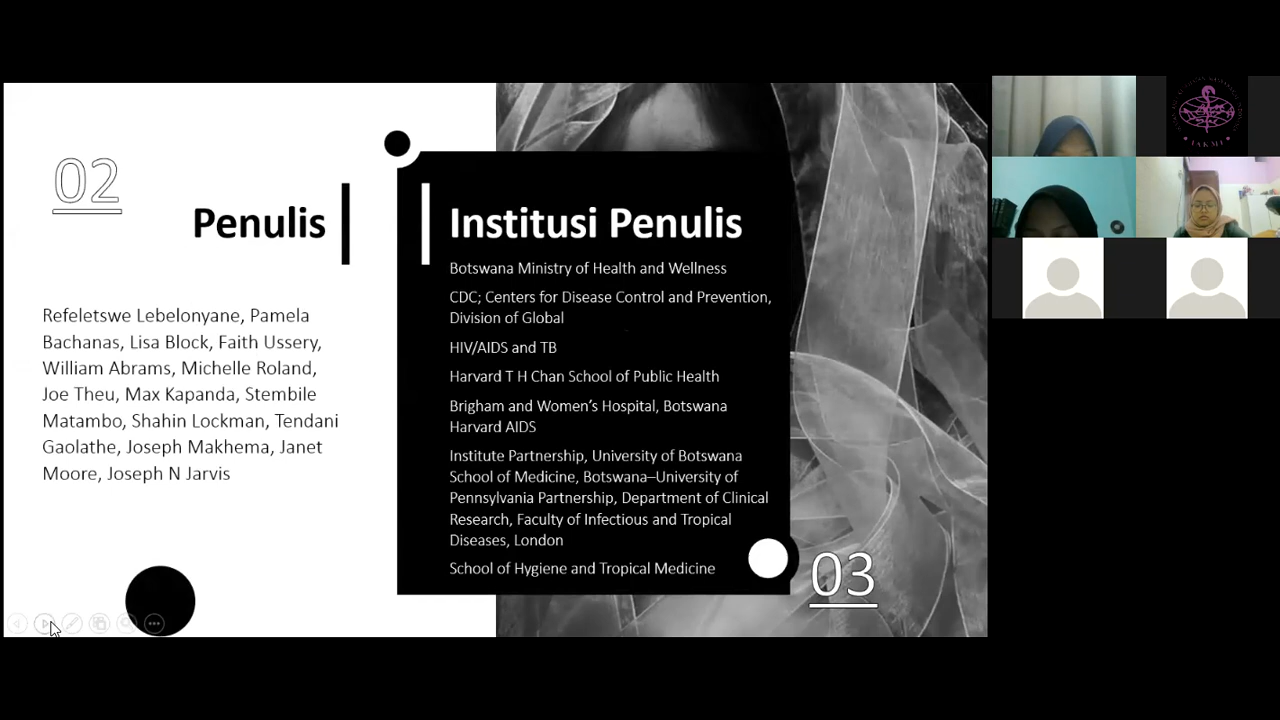 02
Penulis
Refeletswe Lebelonyane, Pamela
Bachanas, Lisa Block, Faith Ussery,
William Abrams, Michelle Roland,
Joe Theu, Max Kapanda, Stembile
Matambo, Shahin Lockman, Tendani
Gaolathe, Joseph Makhema, Janet
Moore, Joseph N Jarvis
Institusi Penulis
Botswana Ministry of Health and Wellness
CDC; Centers for Disease Control and Prevention,
Division of Global
HIV/AIDS and TB
Harvard T H Chan School of Public Health
Brigham and Women’s Hospital, Botswana
Harvard AIDS
Institute Partnership, University of Botswana
School of Medicine, Botswana–University of
Pennsylvania Partnership, Department of Clinical
Research, Faculty of Infectious and Tropical
Diseases, London
School of Hygiene and Tropical Medicine
03